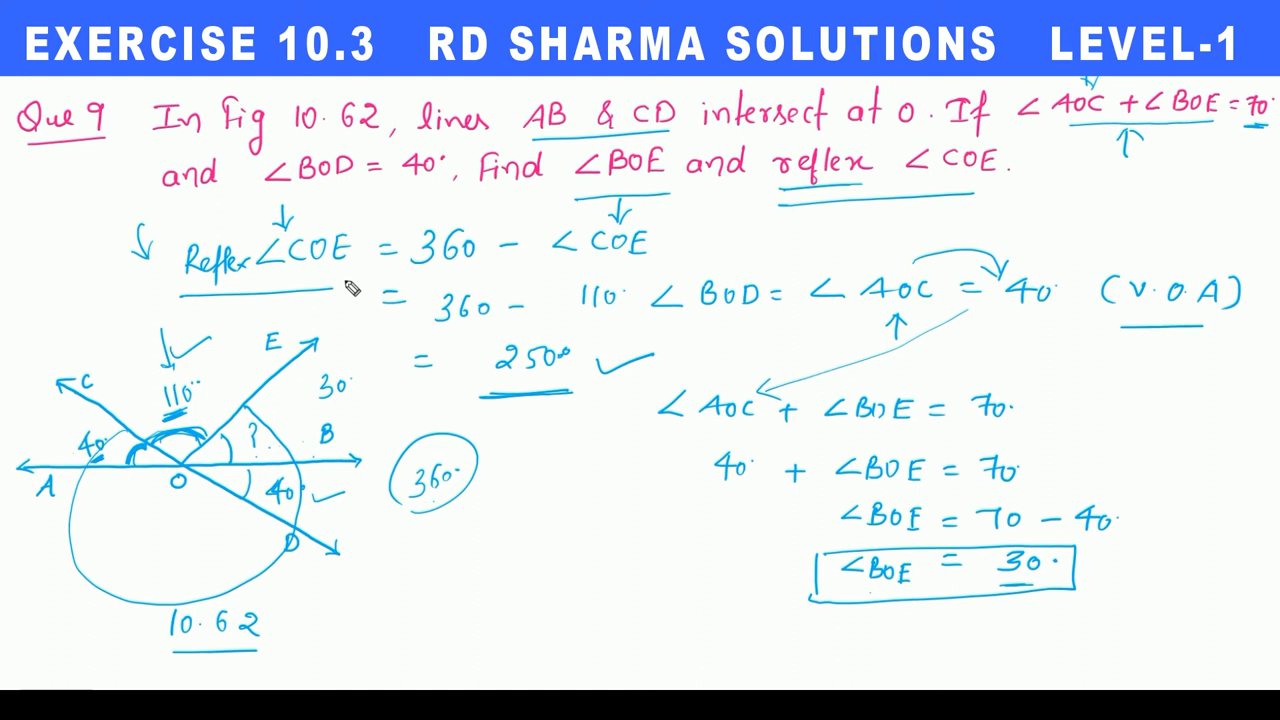 EXERCISE 10.3 RD SHARMA SOLUTIONS LEVEL-1
Que 9 In Fig 10.62, lines AB & CD intersect at O. If ∠AOC + ∠BOE = 70°
and ∠BOD = 40°, Find ∠BOE and reflex ∠COE.
Reflex ∠COE = 360 - ∠COE
= 360 - 110° ∠BOD = ∠AOC = 40° (V.O.A)
= 250°
∠AOC + ∠BOE = 70°
40° + ∠BOE = 70°
∠BOE = 70 - 40°
∠BOE = 30°
E
C
110°
30°
40°
?
B
A
O
40°
360°
D
10.62